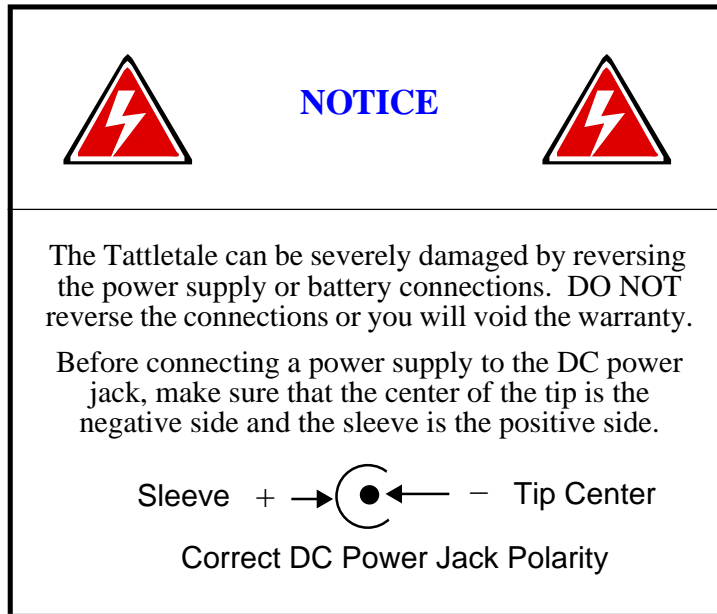 NOTICE
The Tattletale can be severely damaged by reversing
the power supply or battery connections.  DO NOT
reverse the connections or you will void the warranty.
Before connecting a power supply to the DC power
jack, make sure that the center of the tip is the
negative side and the sleeve is the positive side.
Sleeve + − Tip Center
Correct DC Power Jack Polarity